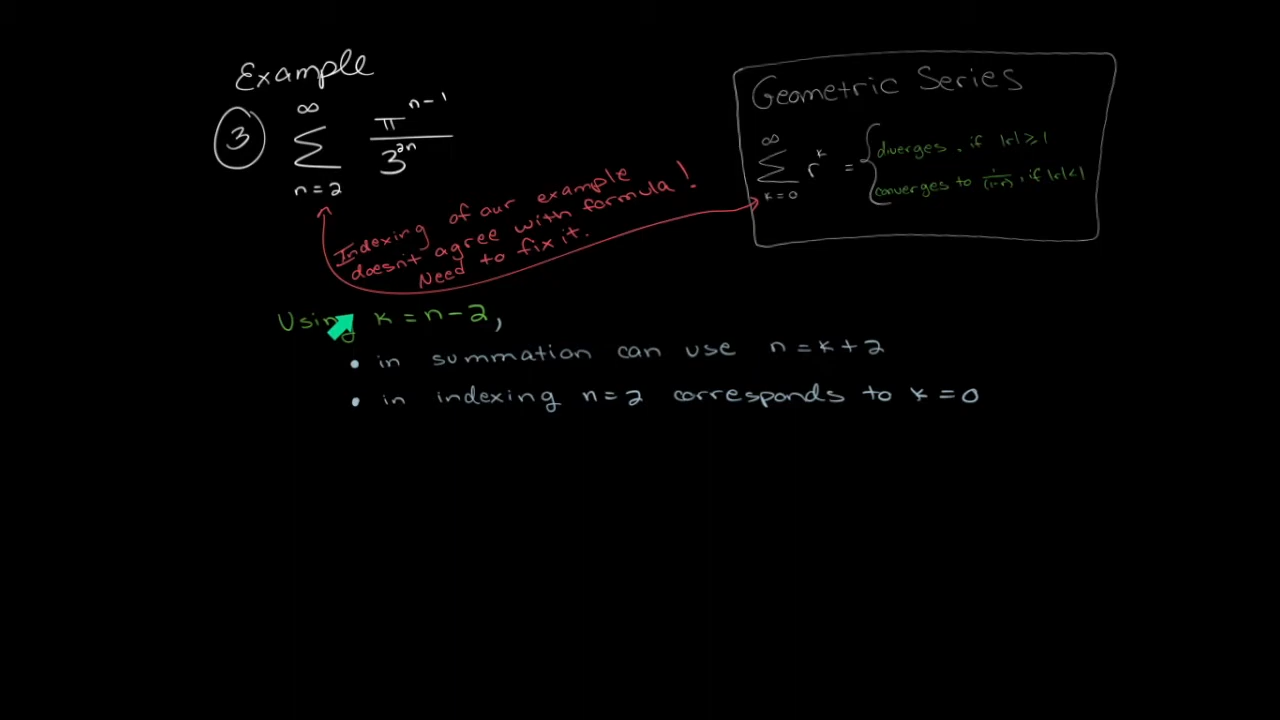 Example
③ ∞ ∑ n=2 π^(n-1) / 3^(2n)
Indexing of our example
doesn't agree with formula!
Need to fix it.
Geometric Series
∞ ∑ k=0 r^k = { diverges, if |r| ≥ 1
converges to 1/(1-r), if |r|<1
Using k = n-2,
• in summation can use n = k+2
• in indexing n=2 corresponds to k=0